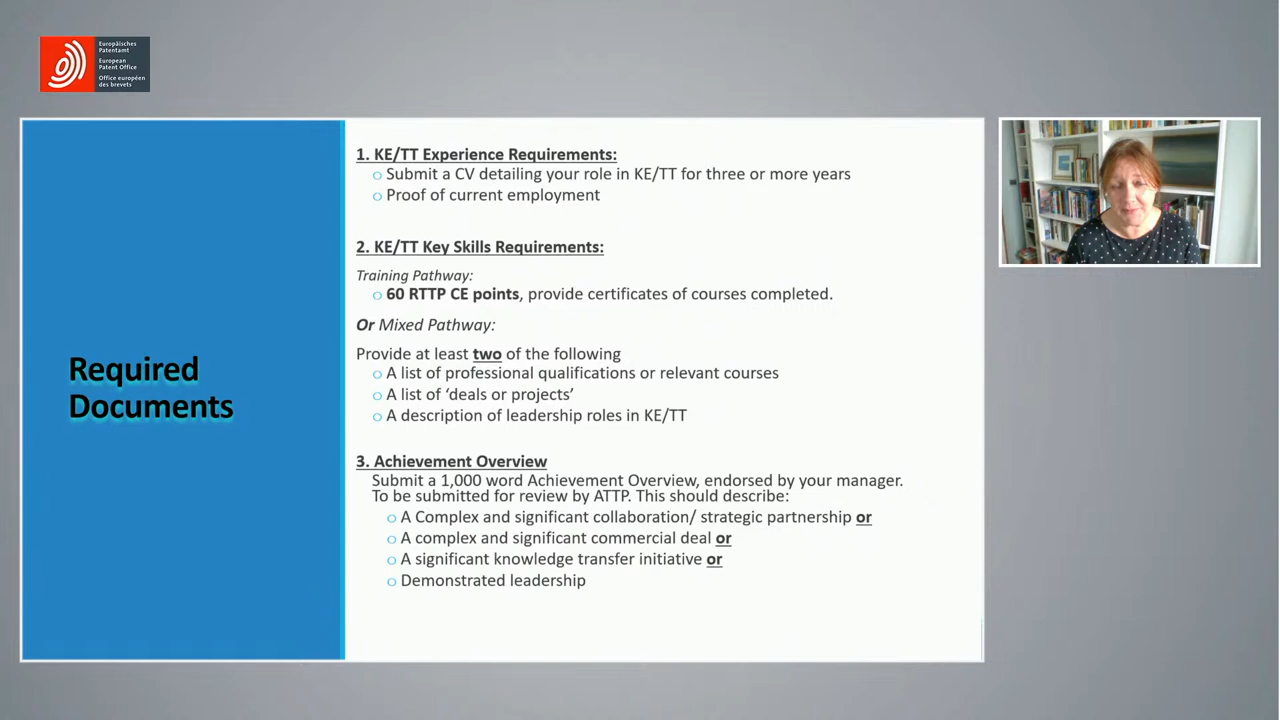 Europäisches
Patentamt
European
Patent Office
Office européen
des brevets
Required
Documents
1. KE/TT Experience Requirements:
Submit a CV detailing your role in KE/TT for three or more years
Proof of current employment
2. KE/TT Key Skills Requirements:
Training Pathway:
60 RTTP CE points, provide certificates of courses completed.
Or Mixed Pathway:
Provide at least two of the following
A list of professional qualifications or relevant courses
A list of ‘deals or projects’
A description of leadership roles in KE/TT
3. Achievement Overview
Submit a 1,000 word Achievement Overview, endorsed by your manager.
To be submitted for review by ATTP. This should describe:
A Complex and significant collaboration/ strategic partnership or
A complex and significant commercial deal or
A significant knowledge transfer initiative or
Demonstrated leadership